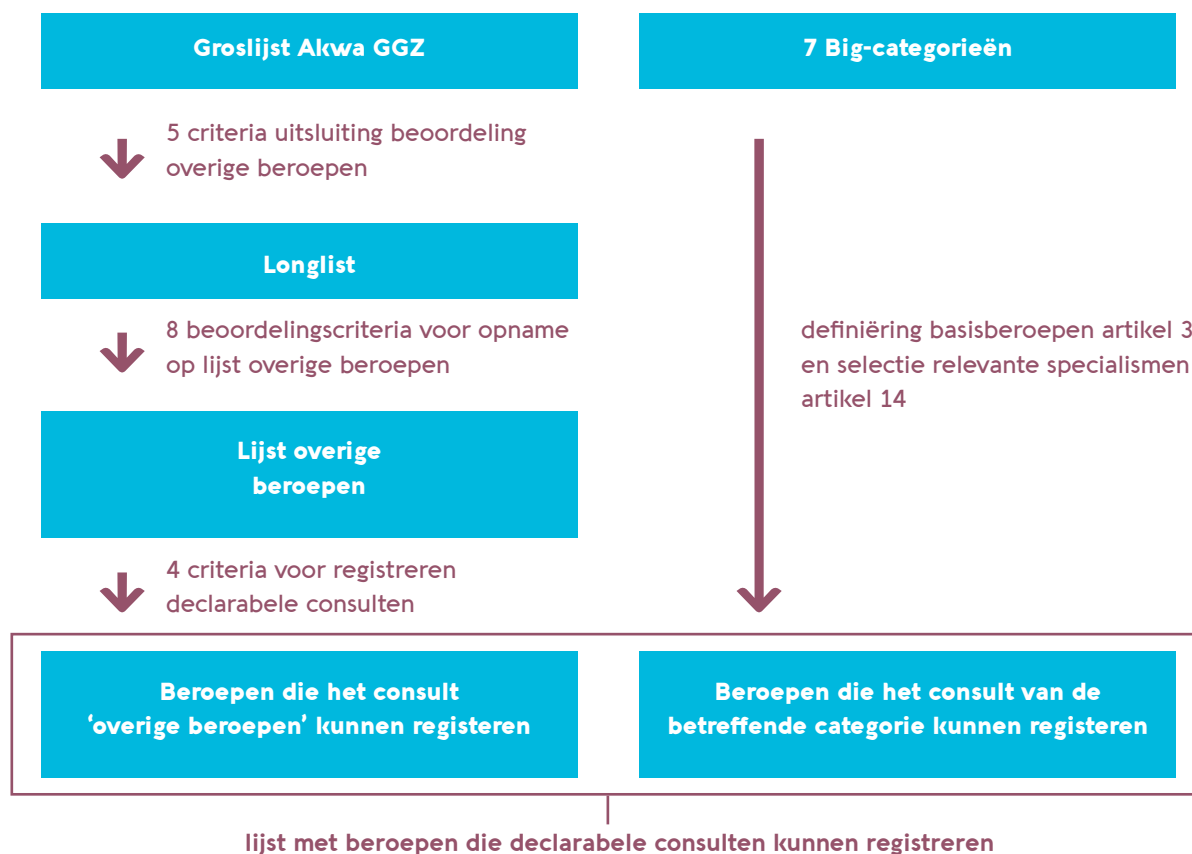 Groslijst Akwa GGZ
7 Big-categorieën
5 criteria uitsluiting beoordeling
overige beroepen
Longlist
8 beoordelingscriteria voor opname
op lijst overige beroepen
definiëring basisberoepen artikel 3
en selectie relevante specialismen
artikel 14
Lijst overige
beroepen
4 criteria voor registreren
declarabele consulten
Beroepen die het consult
‘overige beroepen’ kunnen registeren
Beroepen die het consult van de
betreffende categorie kunnen registeren
lijst met beroepen die declarabele consulten kunnen registreren